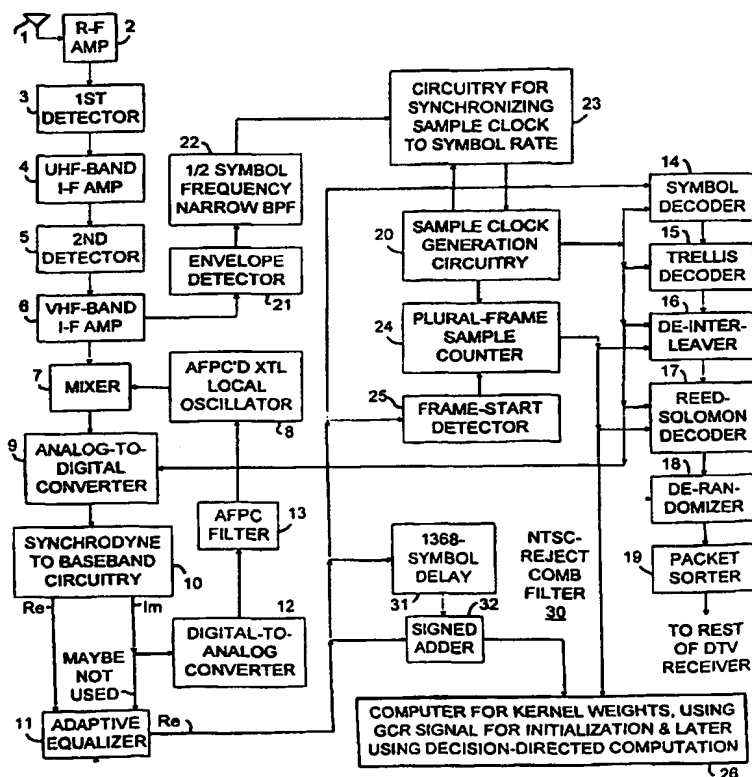 1
R-F
AMP
2
3
1ST
DETECTOR
4
UHF-BAND
I-F AMP
5
2ND
DETECTOR
6
VHF-BAND
I-F AMP
7
MIXER
AFPC'D XTL
LOCAL
OSCILLATOR
8
9
ANALOG-TO-
DIGITAL
CONVERTER
SYNCHRODYNE
TO BASEBAND
CIRCUITRY
10
Re
Im
MAYBE
NOT
USED
11
ADAPTIVE
EQUALIZER
Re
AFPC
FILTER
13
12
DIGITAL-TO-
ANALOG
CONVERTER
22
1/2 SYMBOL
FREQUENCY
NARROW BPF
ENVELOPE
DETECTOR
21
CIRCUITRY FOR
SYNCHRONIZING
SAMPLE CLOCK
TO SYMBOL RATE
23
20
SAMPLE CLOCK
GENERATION
CIRCUITRY
24
PLURAL-FRAME
SAMPLE
COUNTER
25
FRAME-START
DETECTOR
1368-
SYMBOL
DELAY
31
32
SIGNED
ADDER
NTSC-
REJECT
COMB
FILTER
30
14
SYMBOL
DECODER
15
TRELLIS
DECODER
16
DE-INTER-
LEAVER
17
REED-
SOLOMON
DECODER
18
DE-RAN-
DOMIZER
19
PACKET
SORTER
TO REST
OF DTV
RECEIVER
COMPUTER FOR KERNEL WEIGHTS, USING
GCR SIGNAL FOR INITIALIZATION & LATER
USING DECISION-DIRECTED COMPUTATION
26